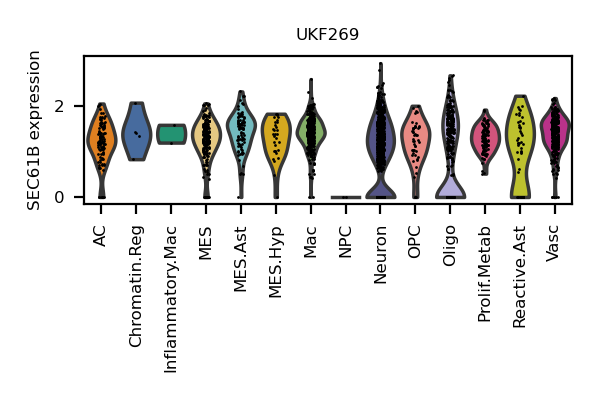 UKF269
SEC61B expression
2
0
AC
Chromatin.Reg
Inflammatory.Mac
MES
MES.Ast
MES.Hyp
Mac
NPC
Neuron
OPC
Oligo
Prolif.Metab
Reactive.Ast
Vasc